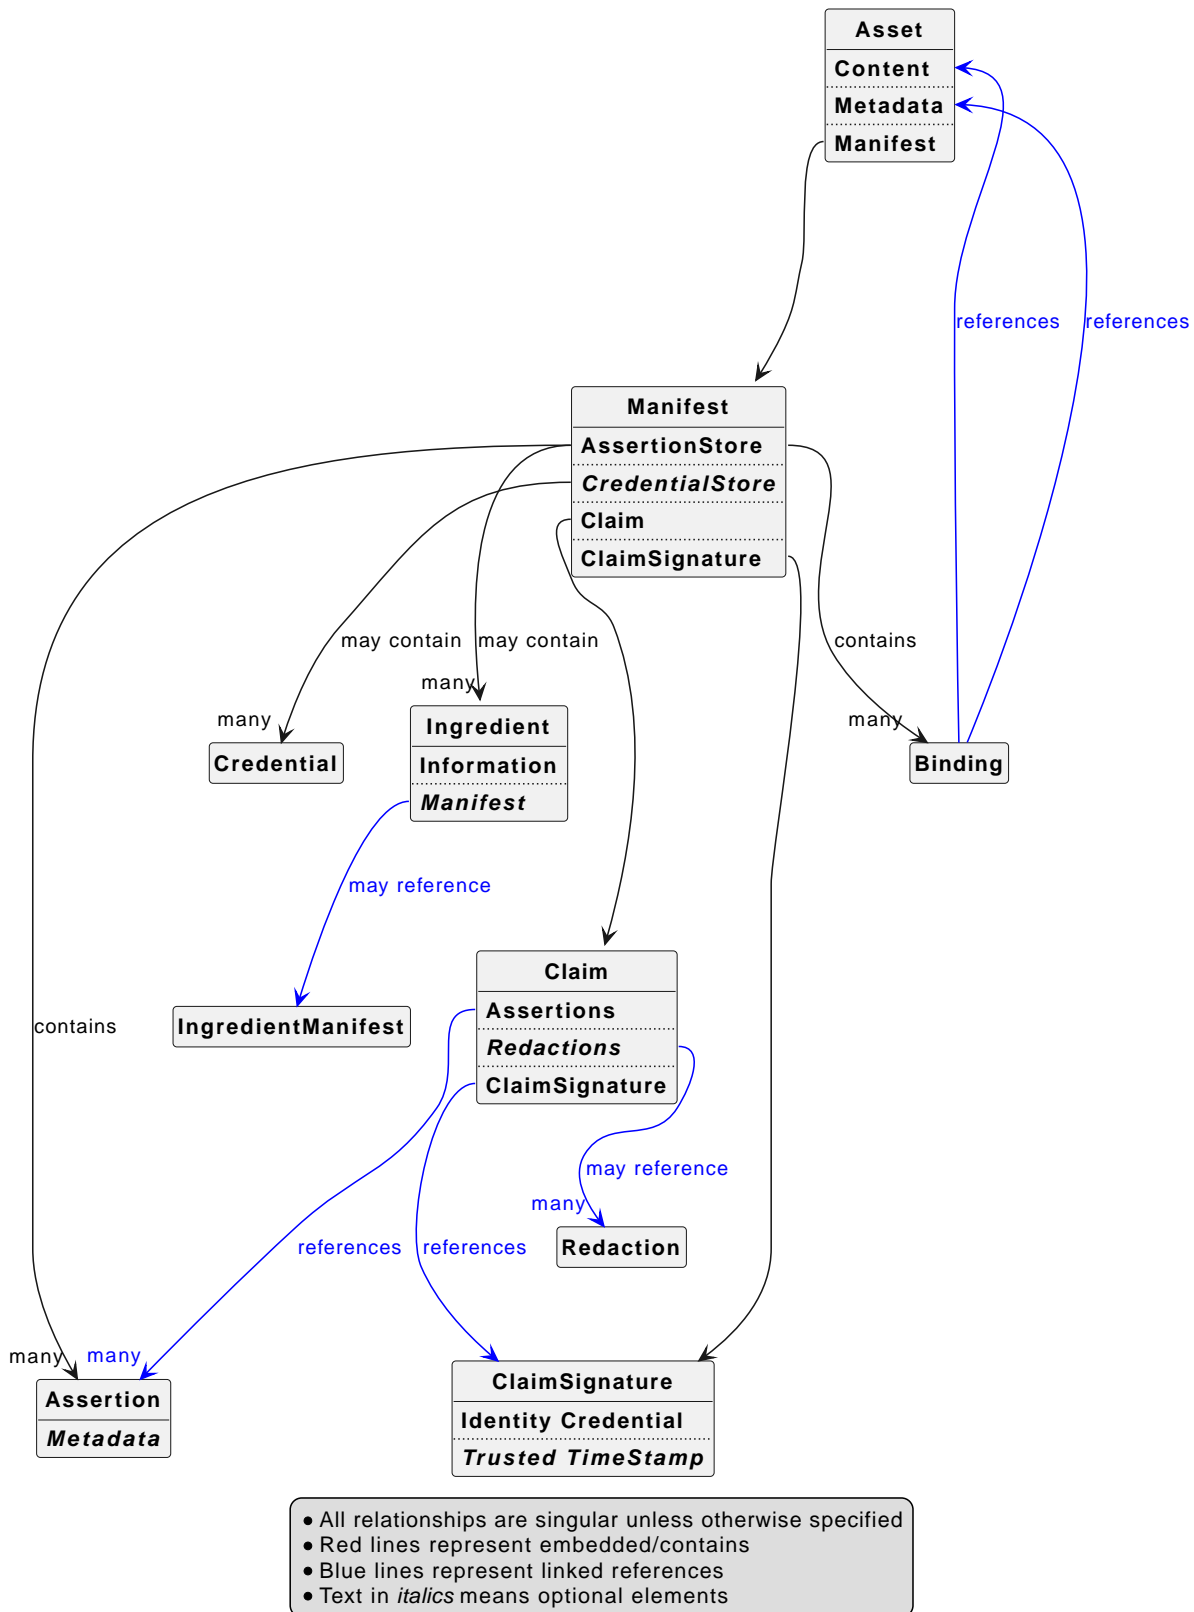 Asset
Content
Metadata
Manifest
references
references
Manifest
AssertionStore
CredentialStore
Claim
ClaimSignature
may contain
may contain
contains
many
many
many
Ingredient
Information
Manifest
Credential
Binding
may reference
Claim
Assertions
Redactions
ClaimSignature
IngredientManifest
contains
may reference
many
Redaction
references
references
many
many
Assertion
Metadata
ClaimSignature
Identity Credential
Trusted TimeStamp
● All relationships are singular unless otherwise specified
● Red lines represent embedded/contains
● Blue lines represent linked references
● Text in italics means optional elements